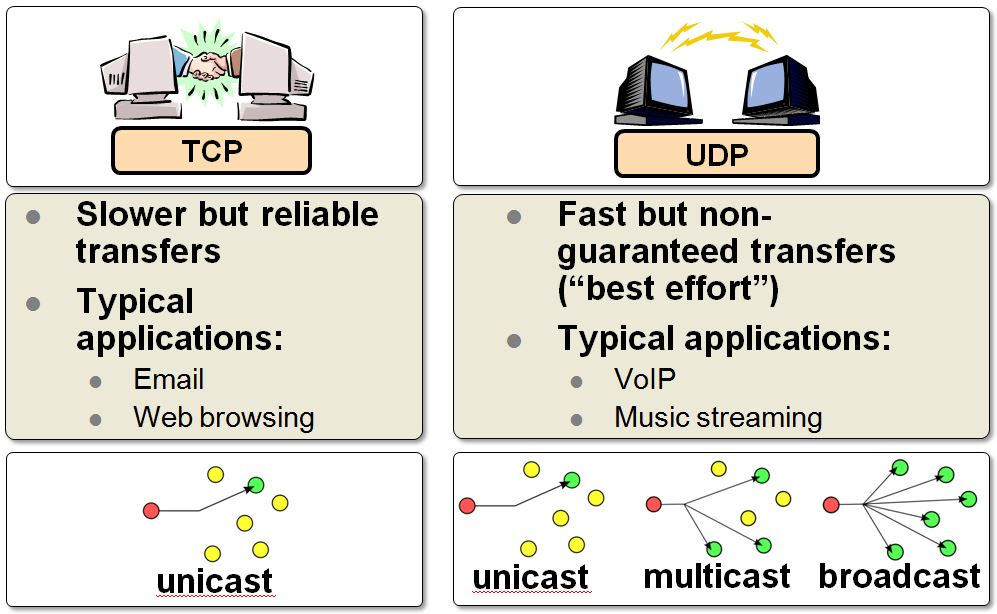 TCP
Slower but reliable
transfers
Typical
applications:
Email
Web browsing
unicast
UDP
Fast but non-
guaranteed transfers
(“best effort”)
Typical applications:
VoIP
Music streaming
unicast
multicast
broadcast